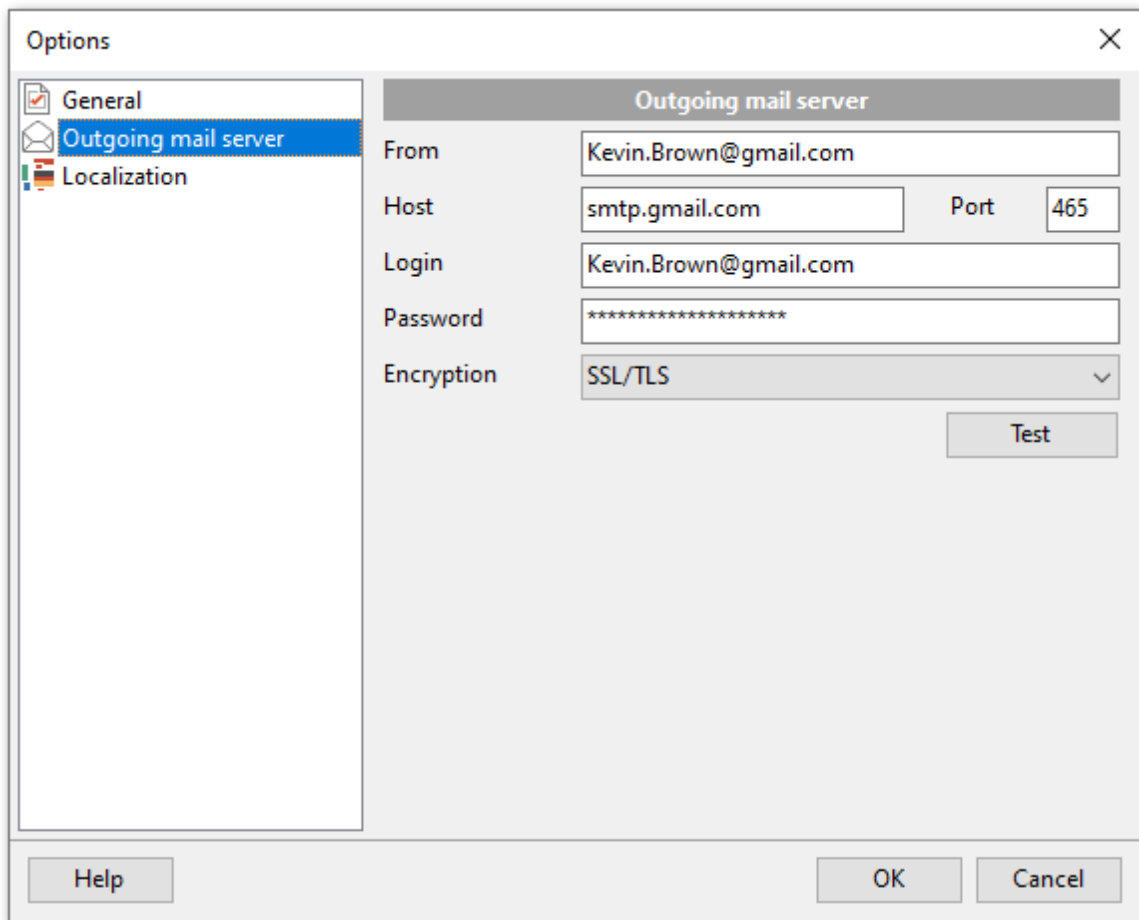 Options
General
Outgoing mail server
Localization
Outgoing mail server
From Kevin.Brown@gmail.com
Host smtp.gmail.com Port 465
Login Kevin.Brown@gmail.com
Password ********************
Encryption SSL/TLS
Test
Help OK Cancel